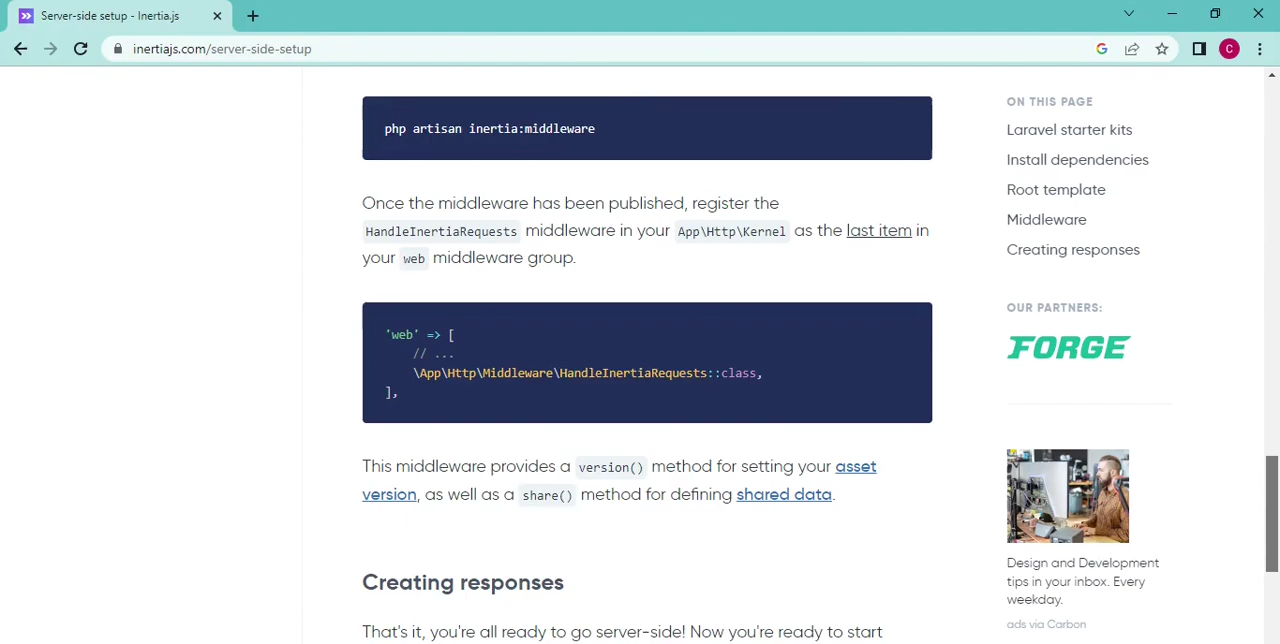 Server-side setup - Inertia.js
inertiajs.com/server-side-setup
C
php artisan inertia:middleware
Once the middleware has been published, register the
HandleInertiaRequests middleware in your App\Http\Kernel as the last item in
your web middleware group.
'web' => [
// ...
\App\Http\Middleware\HandleInertiaRequests::class,
],
This middleware provides a version() method for setting your asset
version, as well as a share() method for defining shared data.
Creating responses
That's it, you're all ready to go server-side! Now you're ready to start
ON THIS PAGE
Laravel starter kits
Install dependencies
Root template
Middleware
Creating responses
OUR PARTNERS:
FORGE
Design and Development
tips in your inbox. Every
weekday.
ads via Carbon